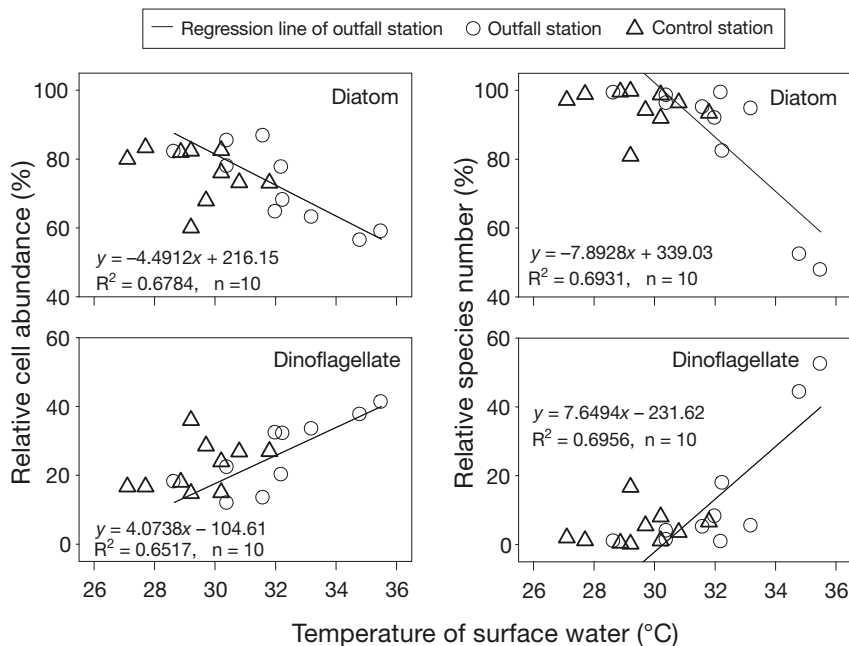 Regression line of outfall station Outfall station Control station
Relative cell abundance (%)
100
80
60
40
Diatom
y = –4.4912x + 216.15
R² = 0.6784, n =10
60
40
20
0
Dinoflagellate
y = 4.0738x – 104.61
R² = 0.6517, n = 10
26 28 30 32 34 36
Relative species number (%)
100
80
60
40
Diatom
y = –7.8928x + 339.03
R² = 0.6931, n = 10
60
40
20
0
Dinoflagellate
y = 7.6494x – 231.62
R² = 0.6956, n = 10
26 28 30 32 34 36
Temperature of surface water (°C)